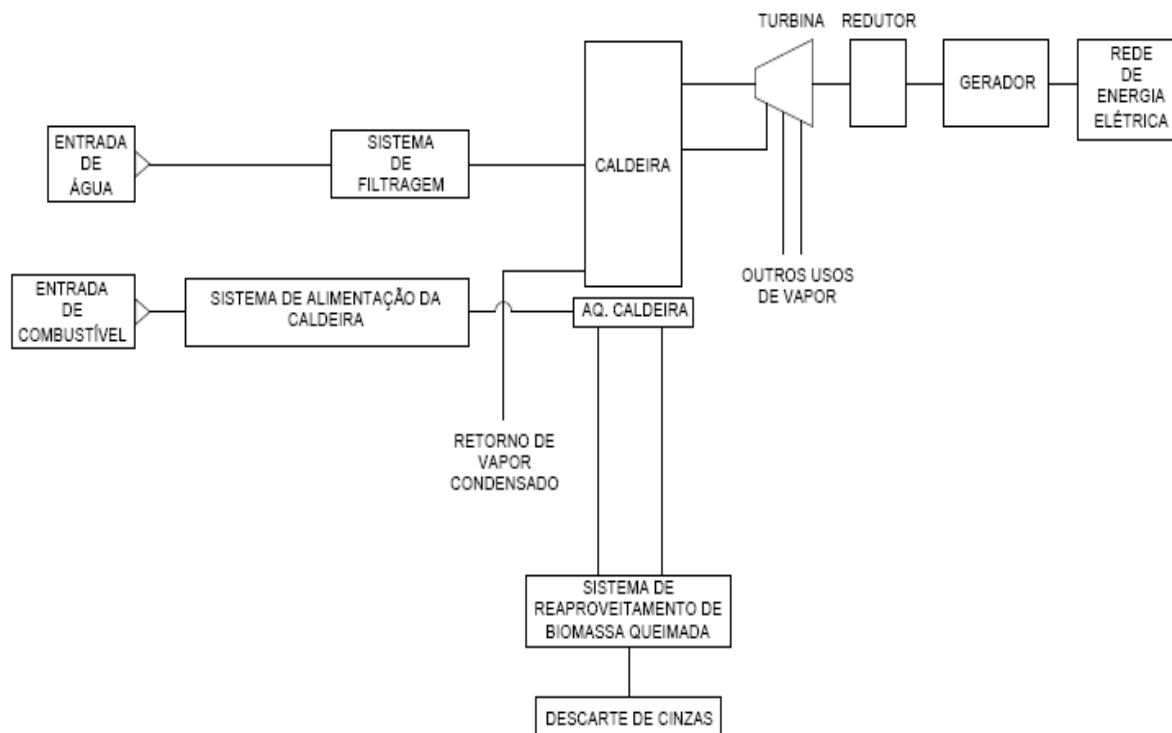 TURBINA
REDUTOR
ENTRADA
DE
ÁGUA
SISTEMA
DE
FILTRAGEM
CALDEIRA
GERADOR
REDE
DE
ENERGIA
ELÉTRICA
OUTROS USOS
DE VAPOR
ENTRADA
DE
COMBUSTÍVEL
SISTEMA DE ALIMENTAÇÃO DA
CALDEIRA
AQ. CALDEIRA
RETORNO DE
VAPOR
CONDENSADO
SISTEMA DE
REAPROVEITAMENTO DE
BIOMASSA QUEIMADA
DESCARTE DE CINZAS